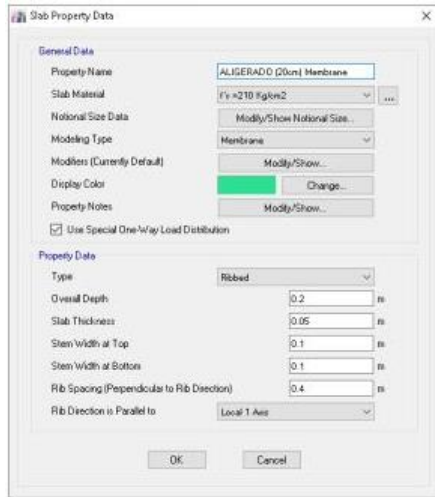 Slab Property Data
General Data
Property Name ALIGERADO (20cm) Membrane
Slab Material f'c =210 Kg/cm2 ...
Notional Size Data Modify/Show Notional Size...
Modeling Type Membrane
Modifiers (Currently Default) Modify/Show...
Display Color Change...
Property Notes Modify/Show...
Use Special One-Way Load Distribution
Property Data
Type Ribbed
Overall Depth 0.2 m
Slab Thickness 0.05 m
Stem Width at Top 0.1 m
Stem Width at Bottom 0.1 m
Rib Spacing (Perpendicular to Rib Direction) 0.4 m
Rib Direction is Parallel to Local 1 Axis
OK Cancel